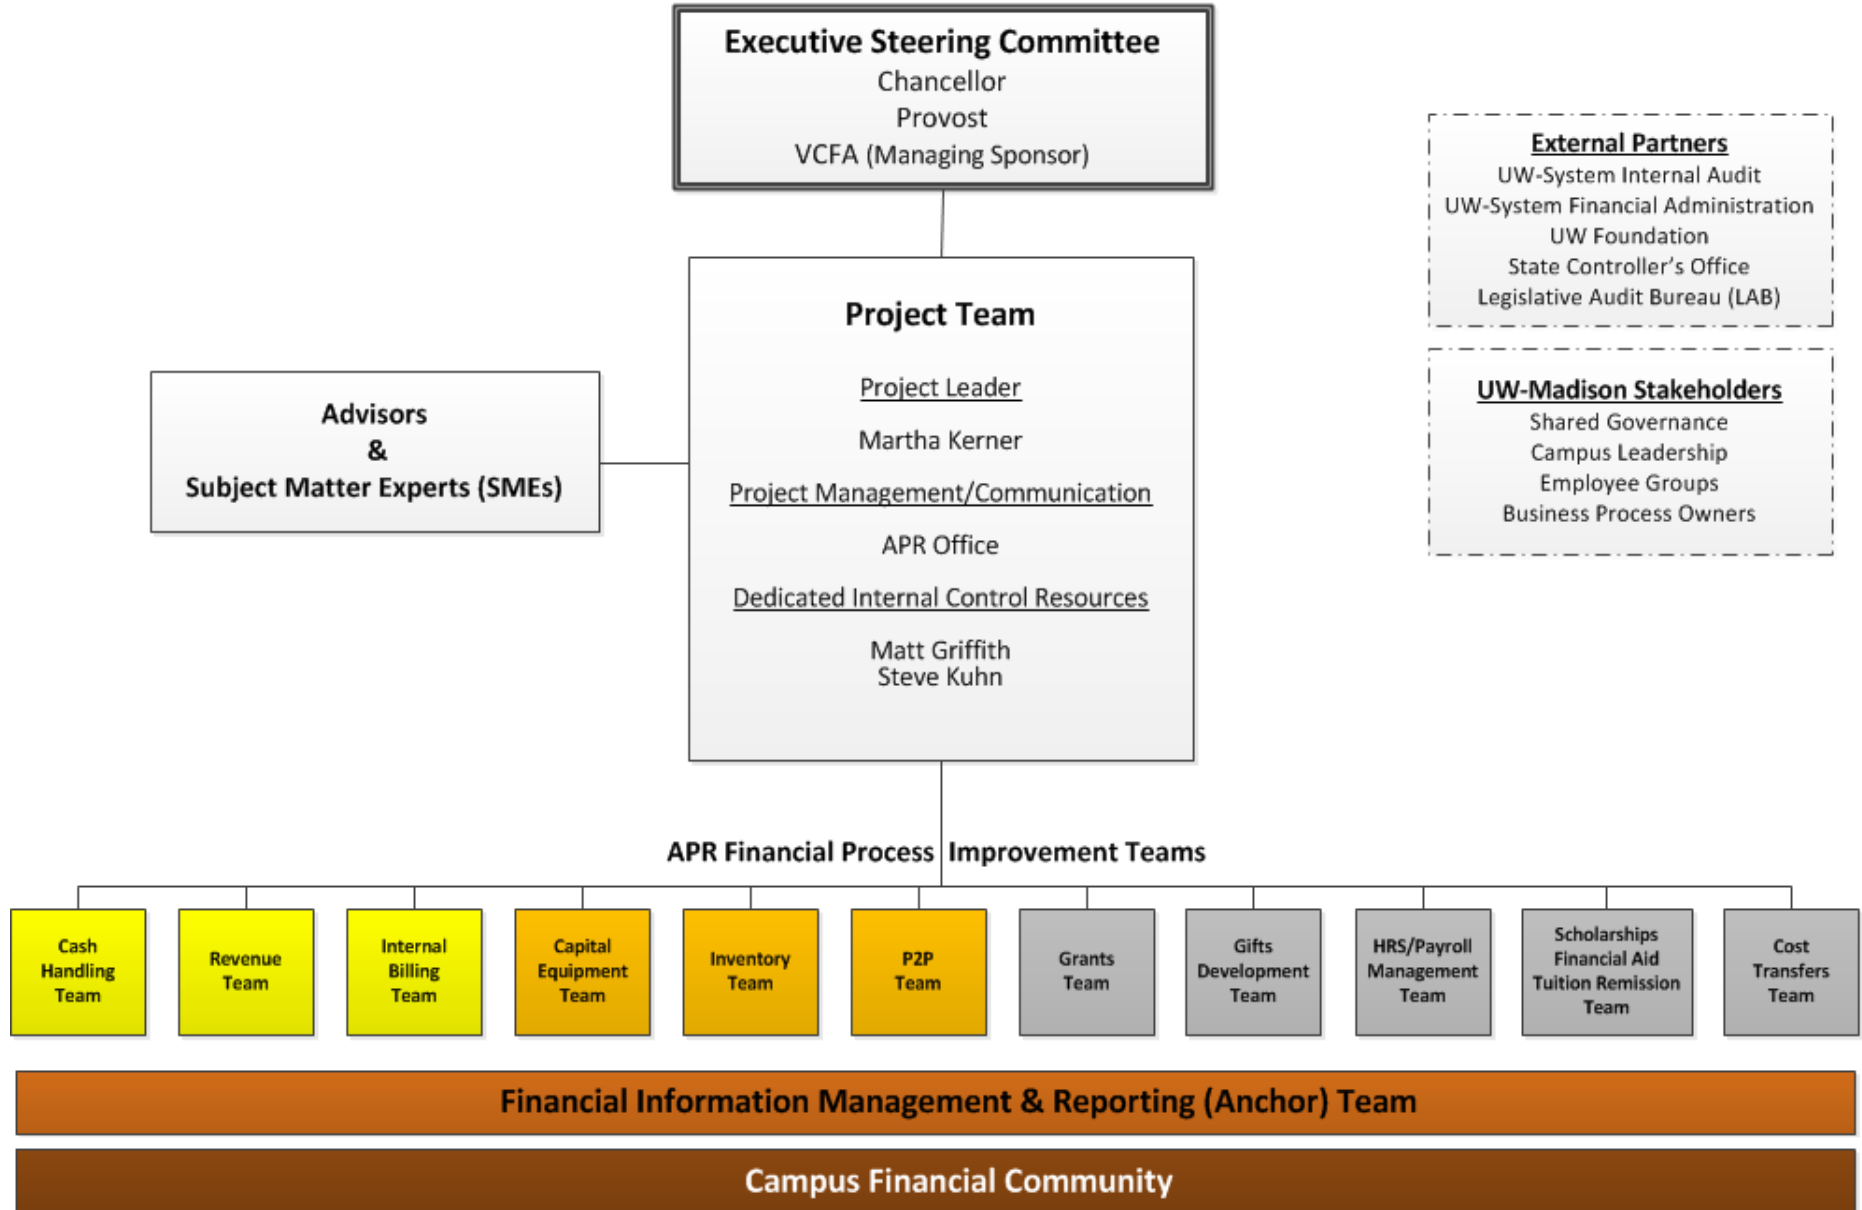 Executive Steering Committee
Chancellor
Provost
VCFA (Managing Sponsor)
External Partners
UW-System Internal Audit
UW-System Financial Administration
UW Foundation
State Controller’s Office
Legislative Audit Bureau (LAB)
UW-Madison Stakeholders
Shared Governance
Campus Leadership
Employee Groups
Business Process Owners
Advisors
&
Subject Matter Experts (SMEs)
Project Team
Project Leader
Martha Kerner
Project Management/Communication
APR Office
Dedicated Internal Control Resources
Matt Griffith
Steve Kuhn
APR Financial Process Improvement Teams
Cash
Handling
Team
Revenue
Team
Internal
Billing
Team
Capital
Equipment
Team
Inventory
Team
P2P
Team
Grants
Team
Gifts
Development
Team
HRS/Payroll
Management
Team
Scholarships
Financial Aid
Tuition Remission
Team
Cost
Transfers
Team
Financial Information Management & Reporting (Anchor) Team
Campus Financial Community